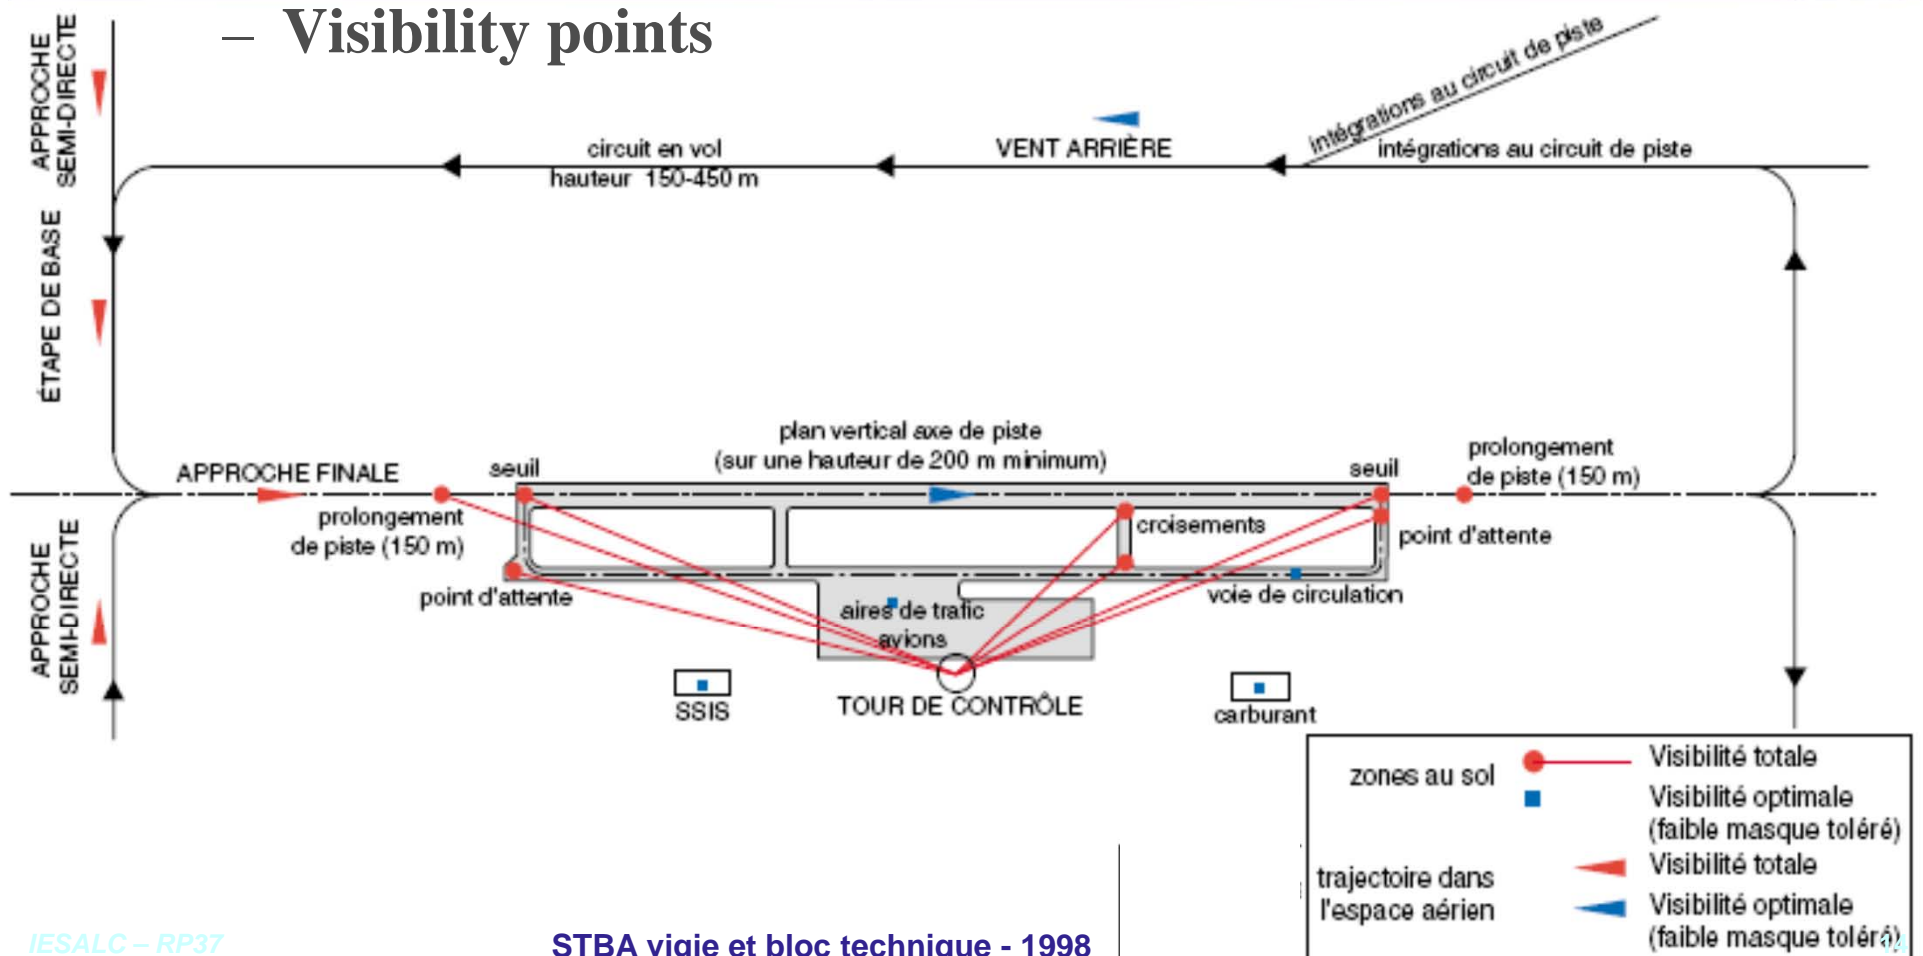 – Visibility points
APPROCHE
SEMI-DIRECTE
intégrations au circuit de piste
circuit en vol
hauteur 150-450 m
VENT ARRIÈRE
intégrations au circuit de piste
ÉTAPE DE BASE
plan vertical axe de piste
(sur une hauteur de 200 m minimum)
APPROCHE FINALE
seuil
seuil
prolongement
de piste (150 m)
prolongement
de piste (150 m)
croisements
point d'attente
point d'attente
voie de circulation
aires de trafic
avions
APPROCHE
SEMI-DIRECTE
SSIS
TOUR DE CONTRÔLE
carburant
zones au sol
Visibilité totale
Visibilité optimale
(faible masque toléré)
trajectoire dans
l'espace aérien
Visibilité totale
Visibilité optimale
(faible masque toléré)
IESALC – RP37
STBA vigie et bloc technique - 1998
14